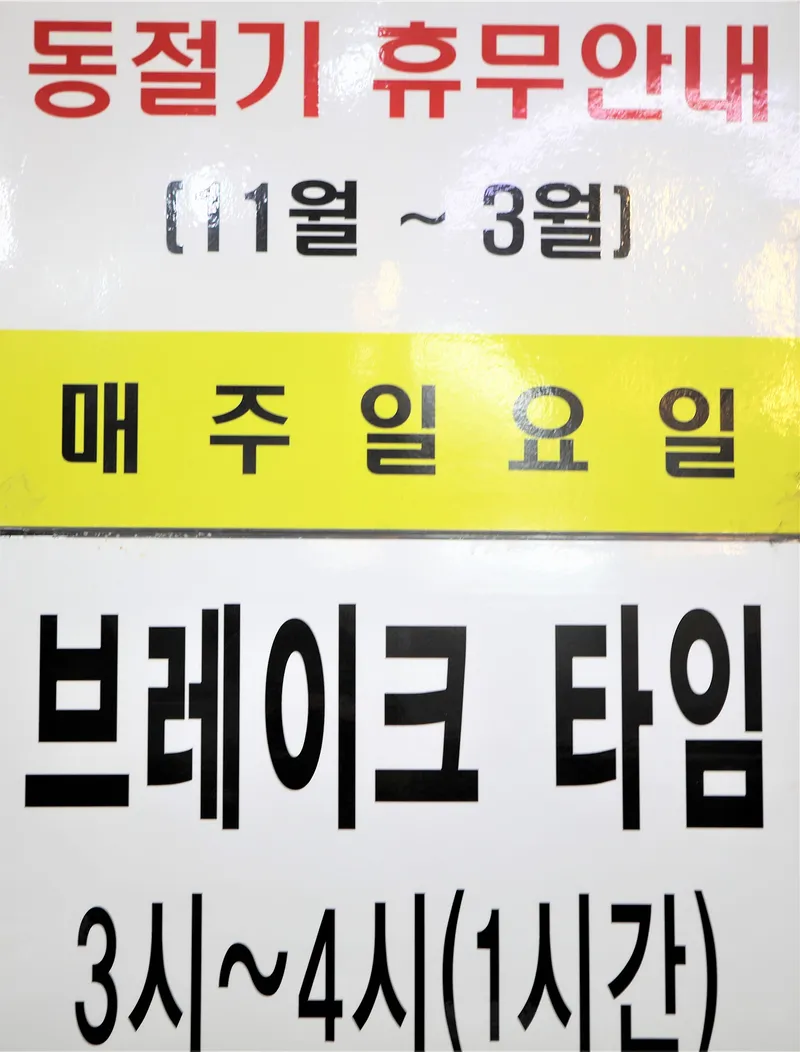 동절기 휴무안내
(11월 ~ 3월)
매 주 일 요 일
브레이크 타임
3시~4시(1시간)